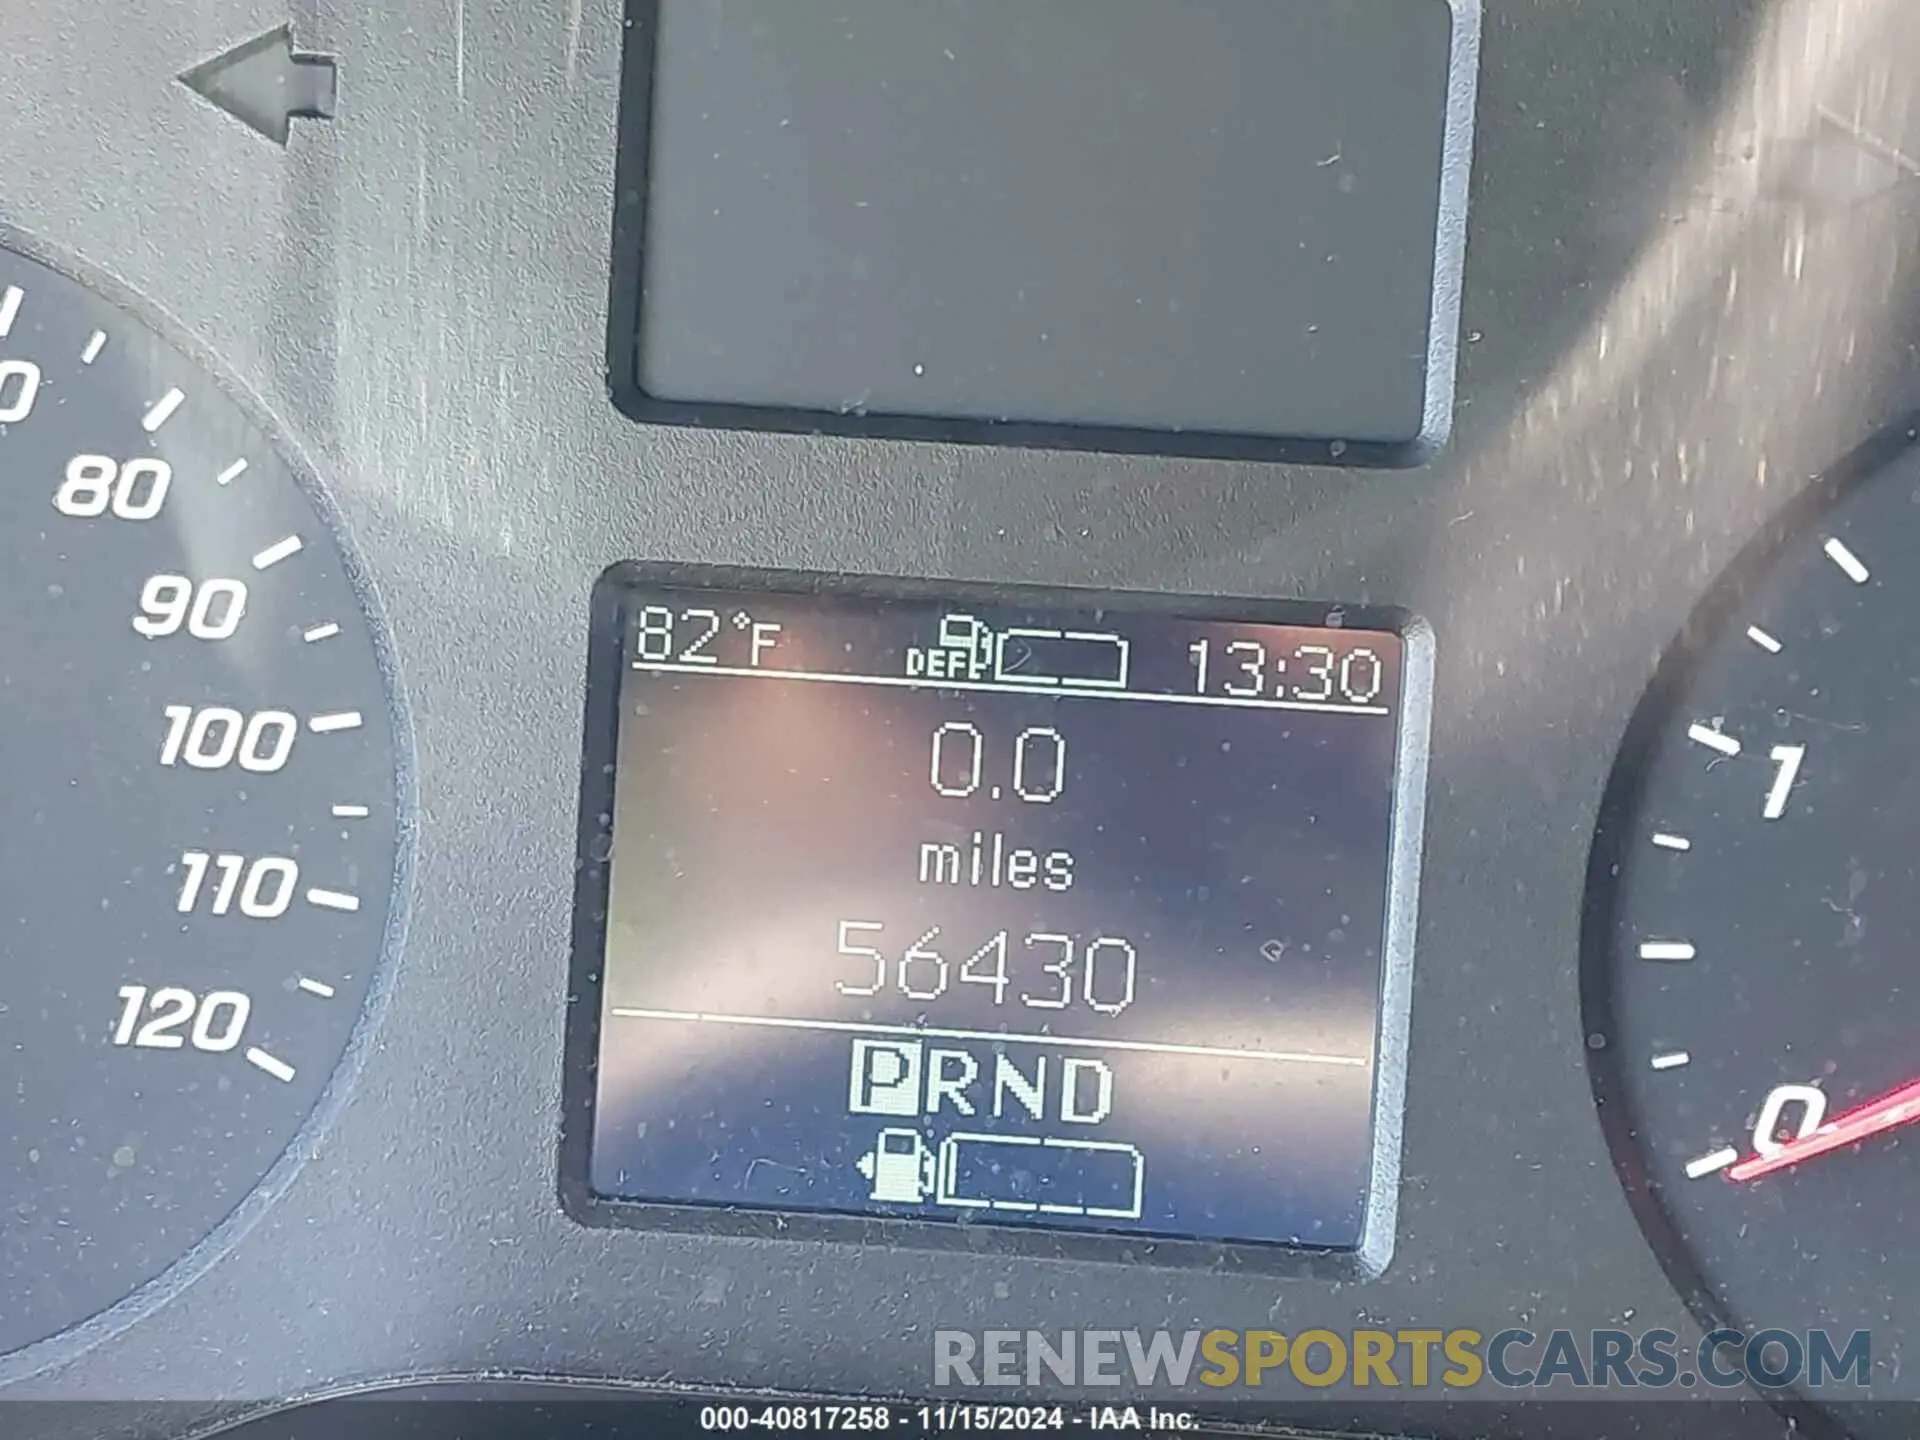 82°F DEF 13:30
0.0
miles
56430
PRND
80
90
100
110
120
1
0
RENEWSPORTSCARS.COM
000-40817258 - 11/15/2024 - IAA Inc.